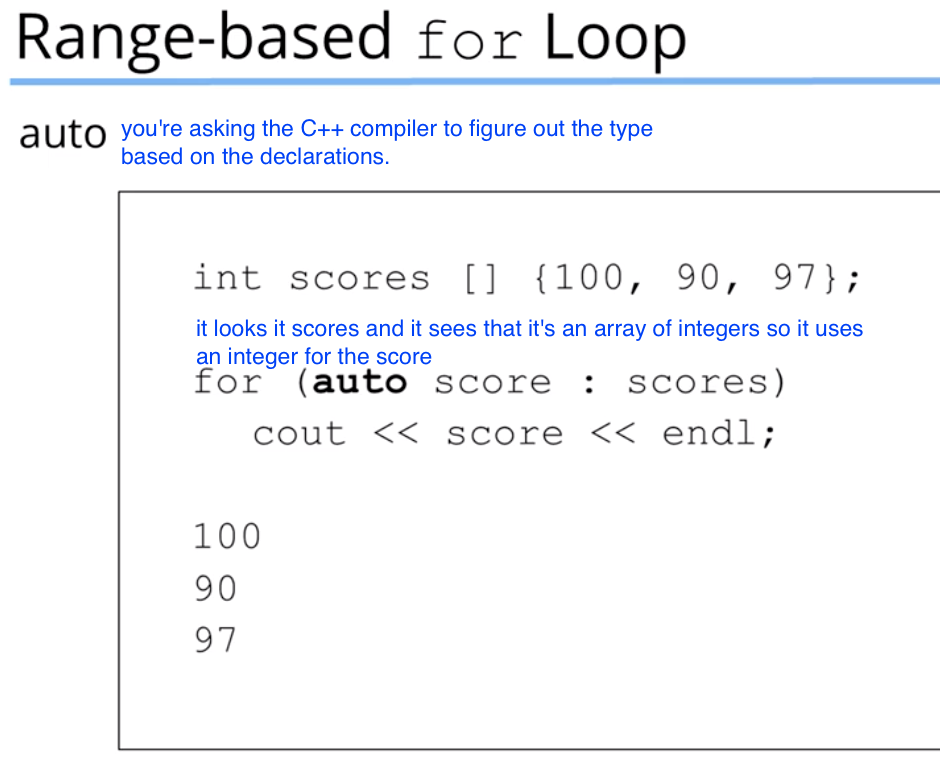 Range-based for Loop
auto you're asking the C++ compiler to figure out the type
based on the declarations.
int scores [] {100, 90, 97};
it looks it scores and it sees that it's an array of integers so it uses
an integer for the score
for (auto score : scores)
cout << score << endl;
100
90
97